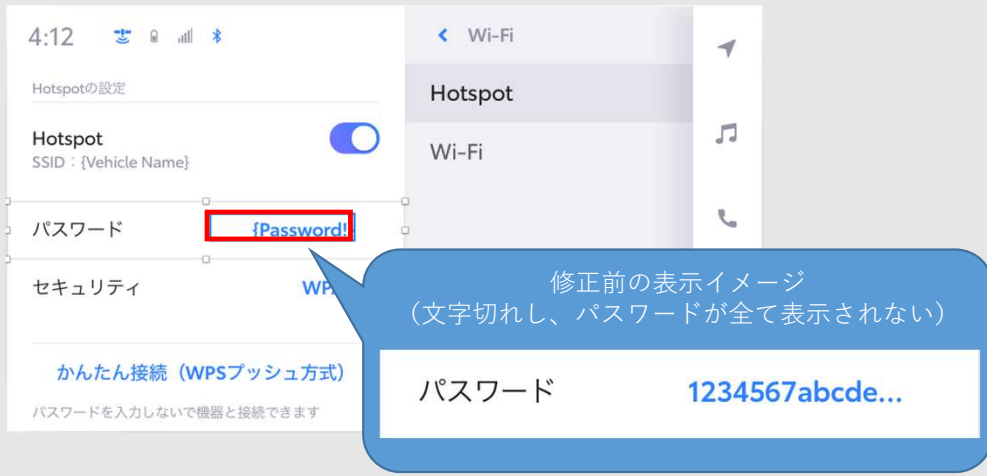 4:12
Hotspotの設定
Hotspot
SSID:{Vehicle Name}
パスワード
{Password!
セキュリティ
かんたん接続(WPSプッシュ方式)
パスワードを入力しないで機器と接続できます
Wi-Fi
Hotspot
Wi-Fi
修正前の表示イメージ
(文字切れし、パスワードが全て表示されない)
パスワード
1234567abcde...